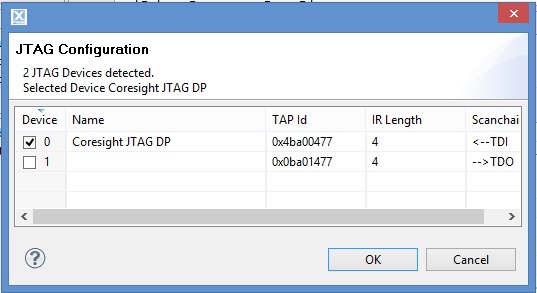 JTAG Configuration
2 JTAG Devices detected.
Selected Device Coresight JTAG DP
Device Name TAP Id IR Length Scanchai
0 Coresight JTAG DP 0x4ba00477 4 <--TDI
1 0x0ba01477 4 -->TDO
OK Cancel